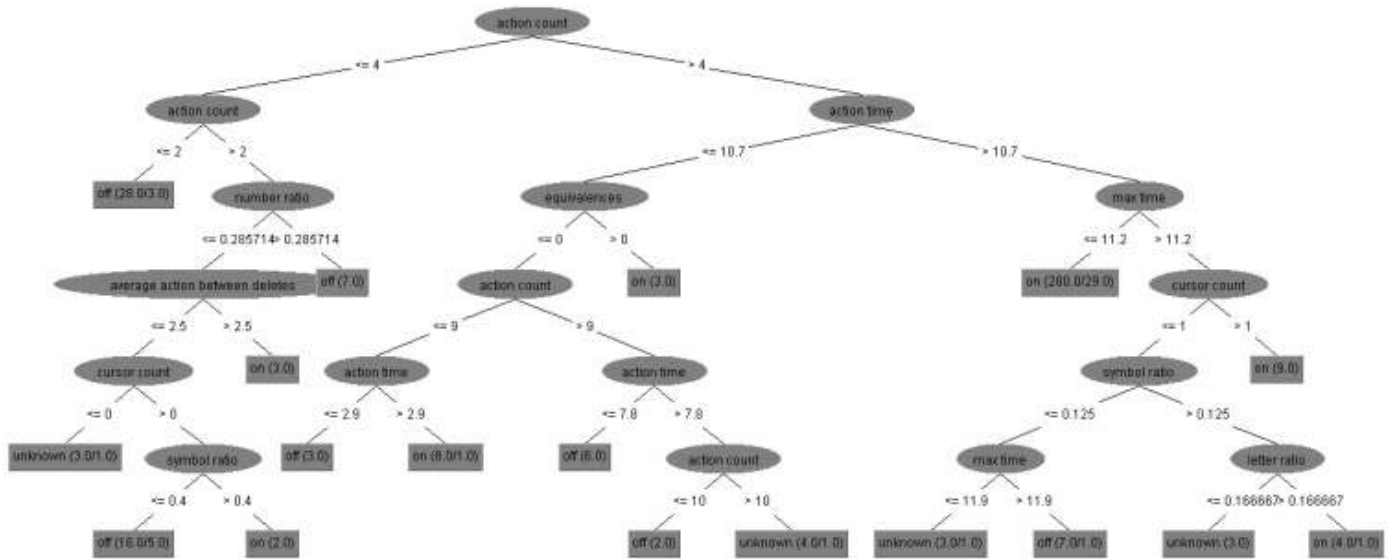 action count
<= 4 > 4
action count action time
<= 2 > 2 <= 10.7 > 10.7
off (28.0/3.0) number ratio equivalences max time
<= 0.285714 > 0.285714 <= 0 > 0 <= 11.2 > 11.2
average action between deletes off (7.0) action count on (3.0) on (280.0/29.0) cursor count
<= 2.5 > 2.5 <= 9 > 9 <= 1 > 1
cursor count on (3.0) action time action time symbol ratio on (9.0)
<= 0 > 0 <= 2.9 > 2.9 <= 7.8 > 7.8 <= 0.125 > 0.125
unknown (3.0/1.0) symbol ratio off (3.0) on (8.0/1.0) off (6.0) action count max time letter ratio
<= 0.4 > 0.4 <= 10 > 10 <= 11.9 > 11.9 <= 0.166667 > 0.166667
off (16.0/5.0) on (2.0) off (2.0) unknown (4.0/1.0) unknown (3.0/1.0) off (7.0/1.0) unknown (3.0) on (4.0/1.0)